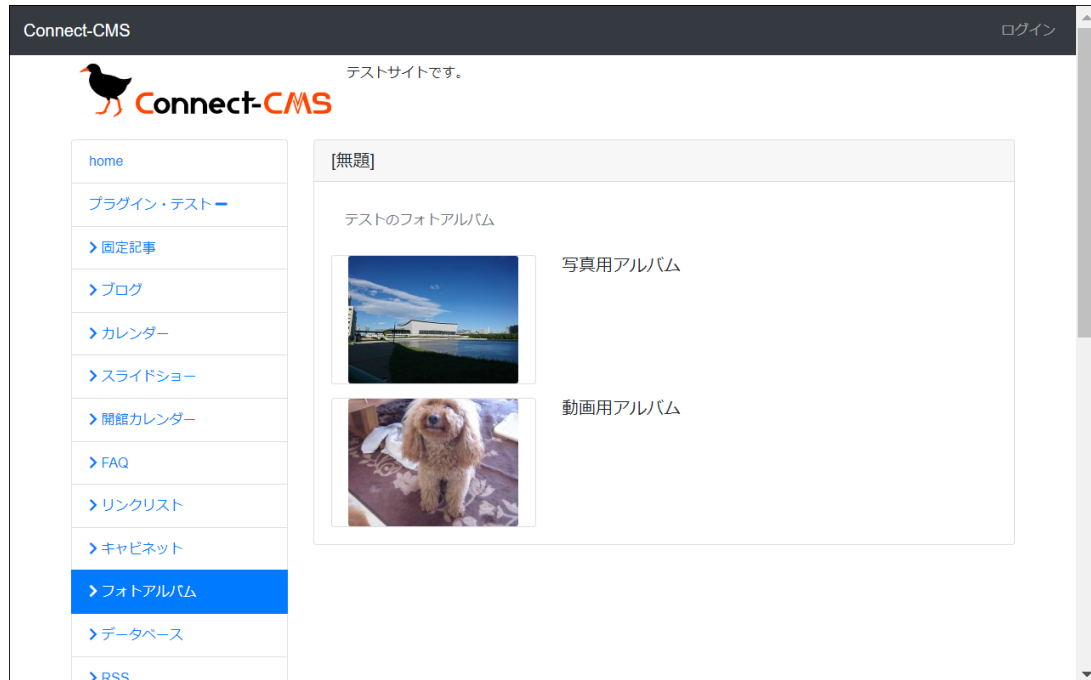 Connect-CMS
ログイン
Connect-CMS
テストサイトです。
home
プラグイン・テスト
固定記事
ブログ
カレンダー
スライドショー
開館カレンダー
FAQ
リンクリスト
キャビネット
フォトアルバム
データベース
RSS
[無題]
テストのフォトアルバム
写真用アルバム
動画用アルバム